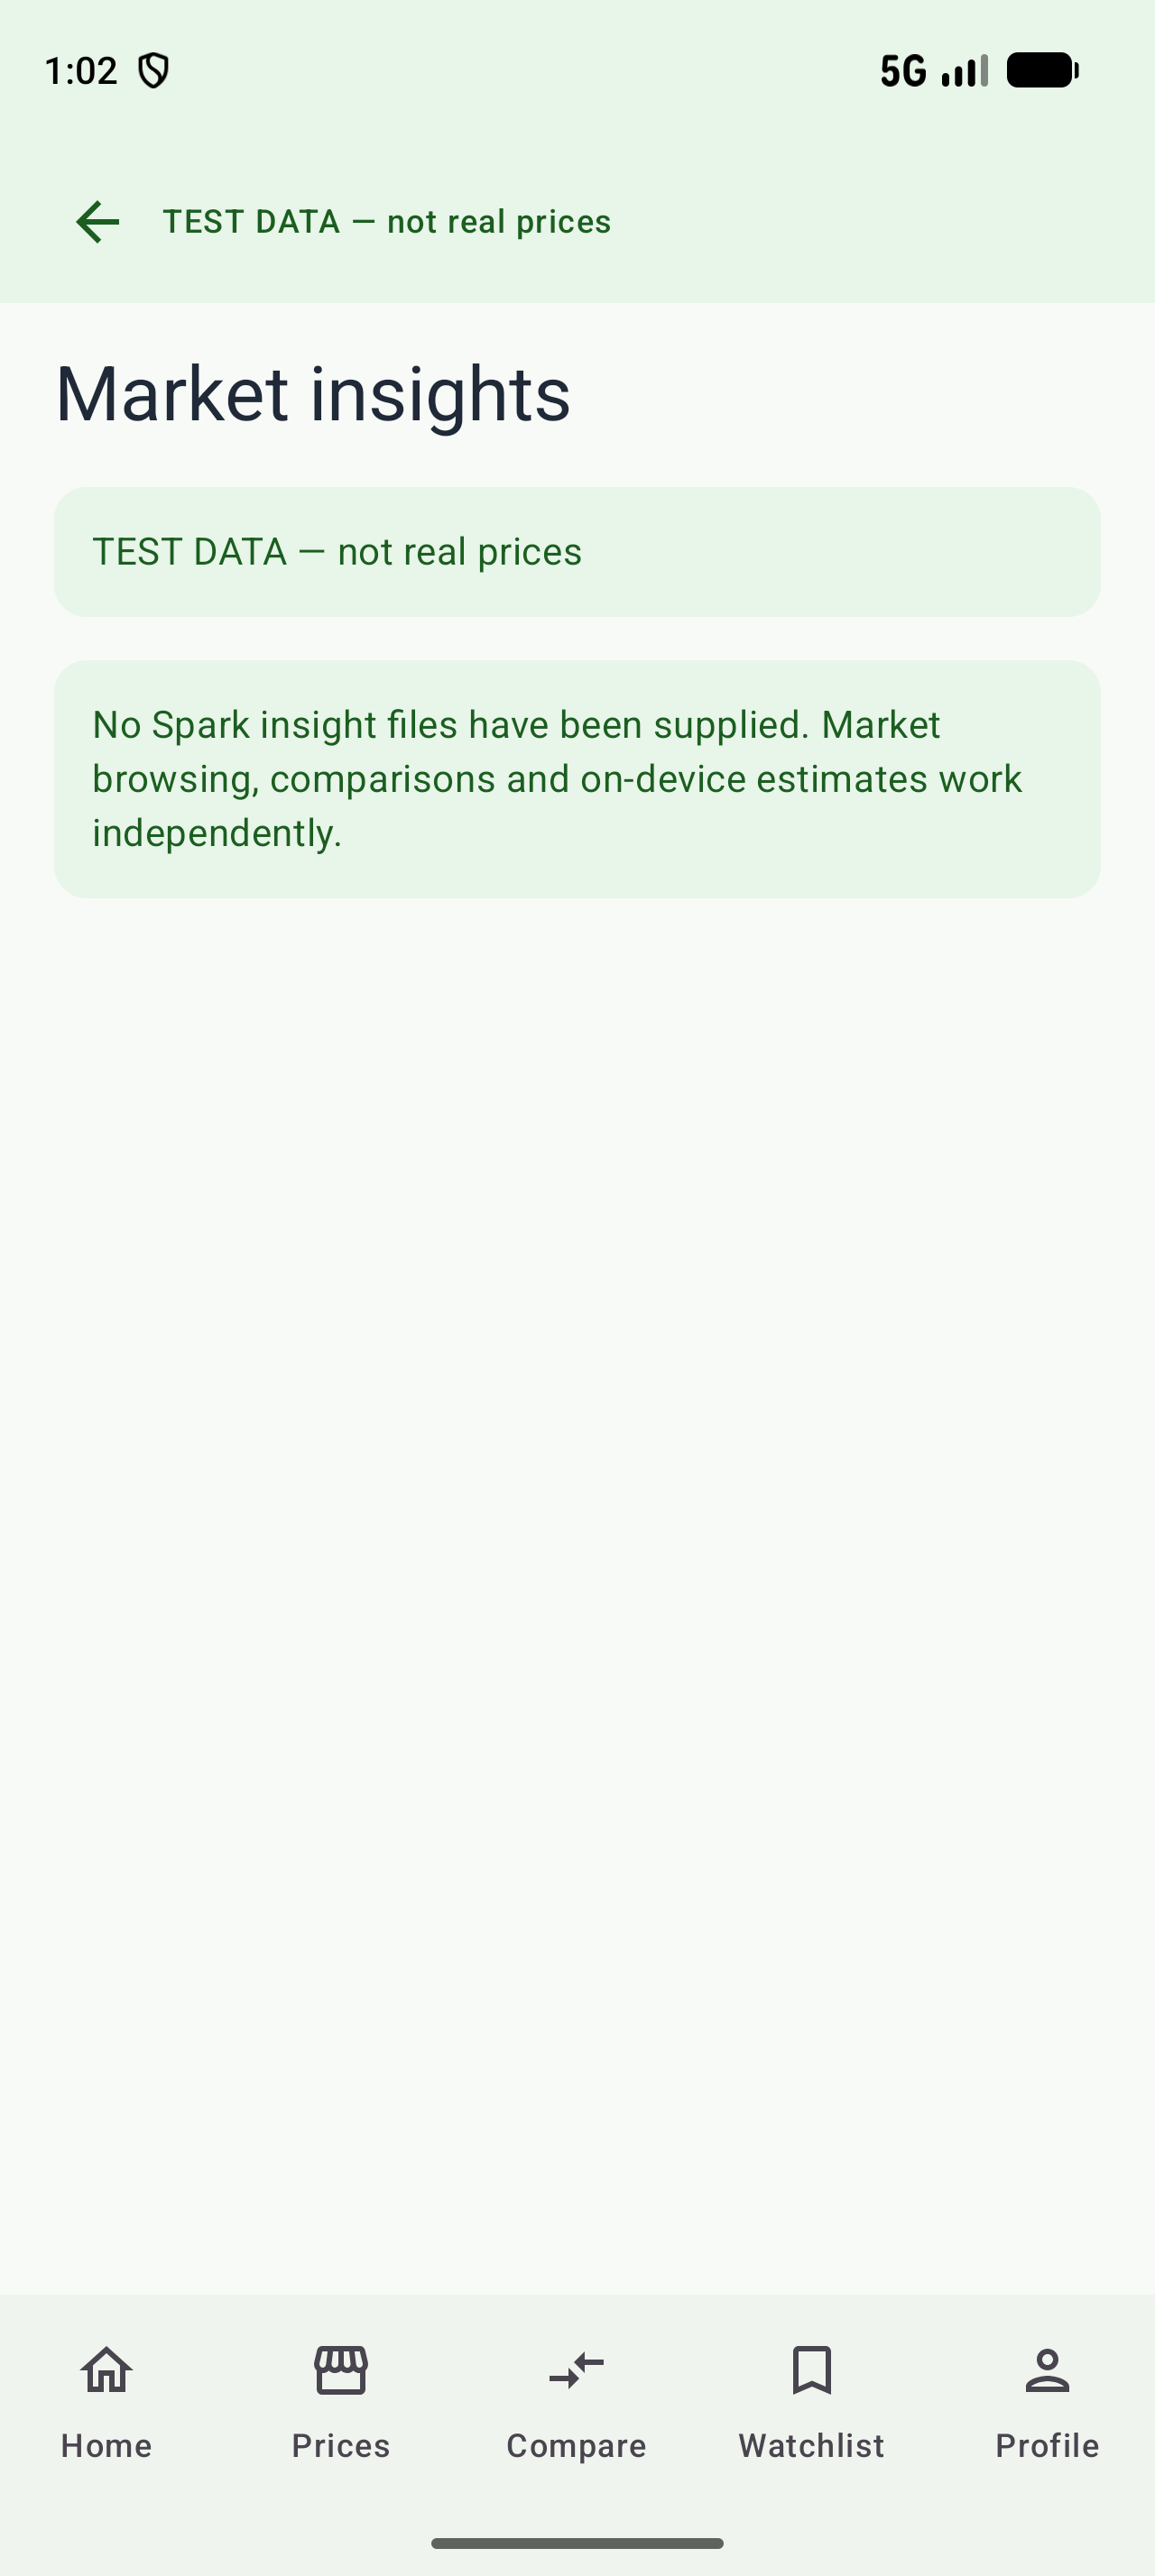 1:02 5G
TEST DATA — not real prices
Market insights
TEST DATA — not real prices
No Spark insight files have been supplied. Market
browsing, comparisons and on-device estimates work
independently.
Home Prices Compare Watchlist Profile